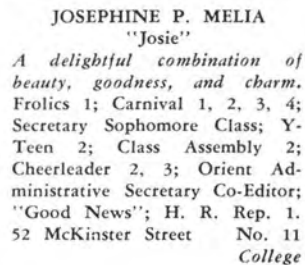 JOSEPHINE P. MELIA
"Josie"
A delightful combination of
beauty, goodness, and charm.
Frolics 1; Carnival 1, 2, 3, 4;
Secretary Sophomore Class; Y-
Teen 2; Class Assembly 2;
Cheerleader 2, 3; Orient Ad-
ministrative Secretary Co-Editor;
"Good News"; H. R. Rep. 1.
52 McKinster Street No. 11
College